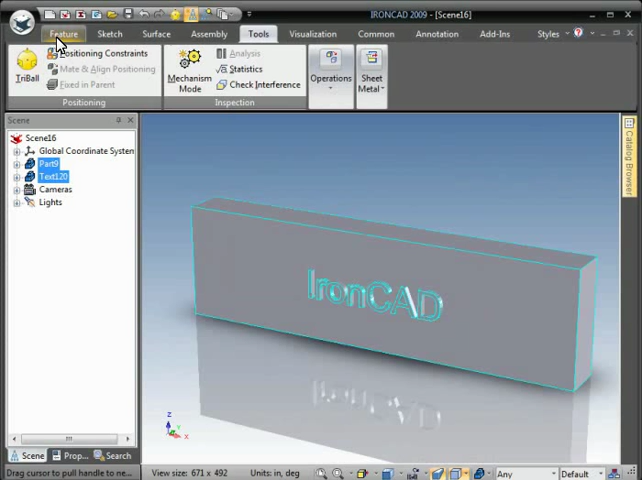 IRONCAD 2009 - [Scene16]
Feature Sketch Surface Assembly Tools Visualization Common Annotation Add-Ins Styles
TriBall
Positioning Constraints
Mate & Align Positioning
Fixed in Parent
Positioning
Mechanism Mode
Analysis
Statistics
Check Interference
Inspection
Operations
Sheet Metal
Scene
Scene16
Global Coordinate System
Part9
Text120
Cameras
Lights
IronCAD
Catalog Browser
Z
Y
X
Scene Prop... Search
Drag cursor to pull handle to ne... View size: 671 x 492 Units: in, deg Any Default